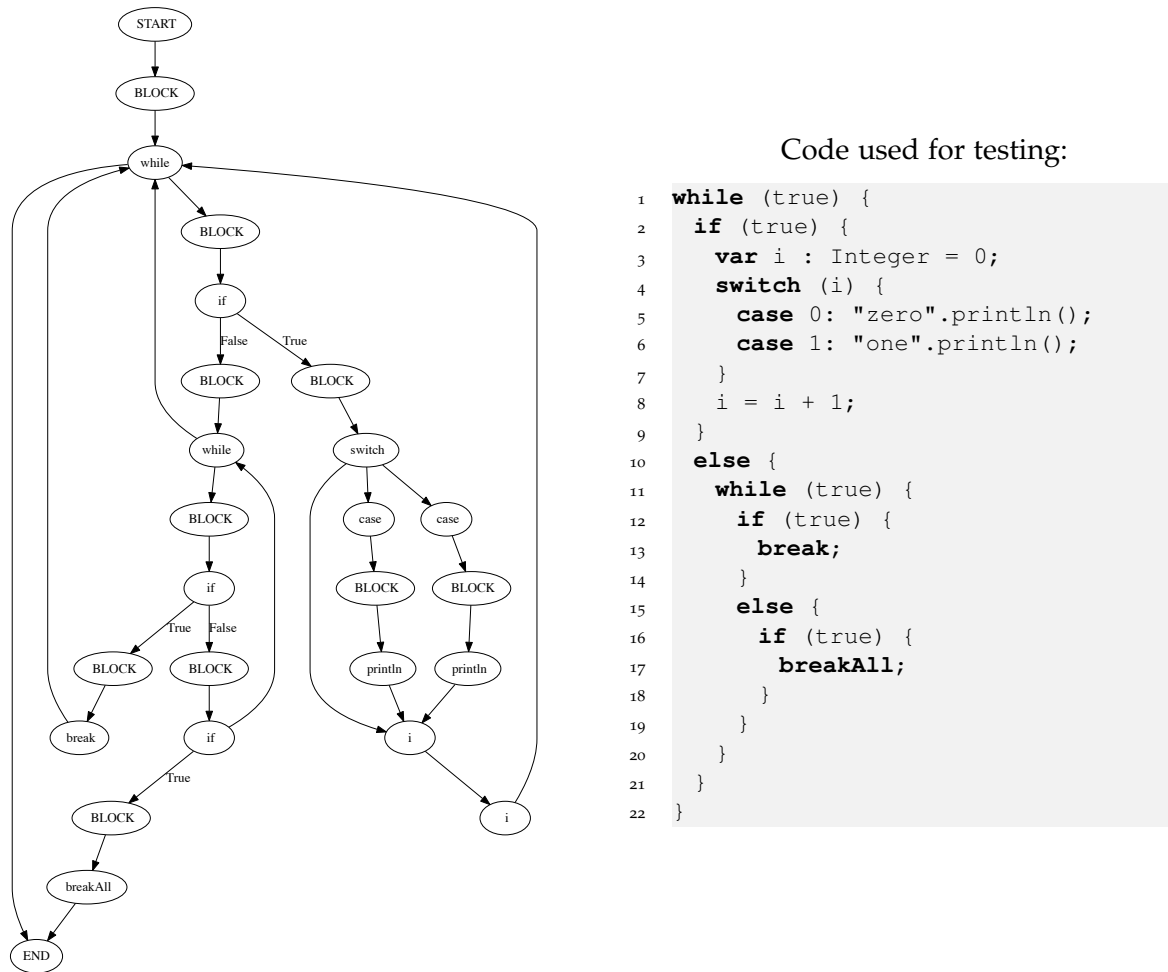 START
BLOCK
while
BLOCK
if
False True
BLOCK BLOCK
while switch
BLOCK case case
if BLOCK BLOCK
True False
BLOCK BLOCK println println
break if i
True
BLOCK i
breakAll
END
Code used for testing:
1 while (true) {
2 if (true) {
3 var i : Integer = 0;
4 switch (i) {
5 case 0: "zero".println();
6 case 1: "one".println();
7 }
8 i = i + 1;
9 }
10 else {
11 while (true) {
12 if (true) {
13 break;
14 }
15 else {
16 if (true) {
17 breakAll;
18 }
19 }
20 }
21 }
22 }